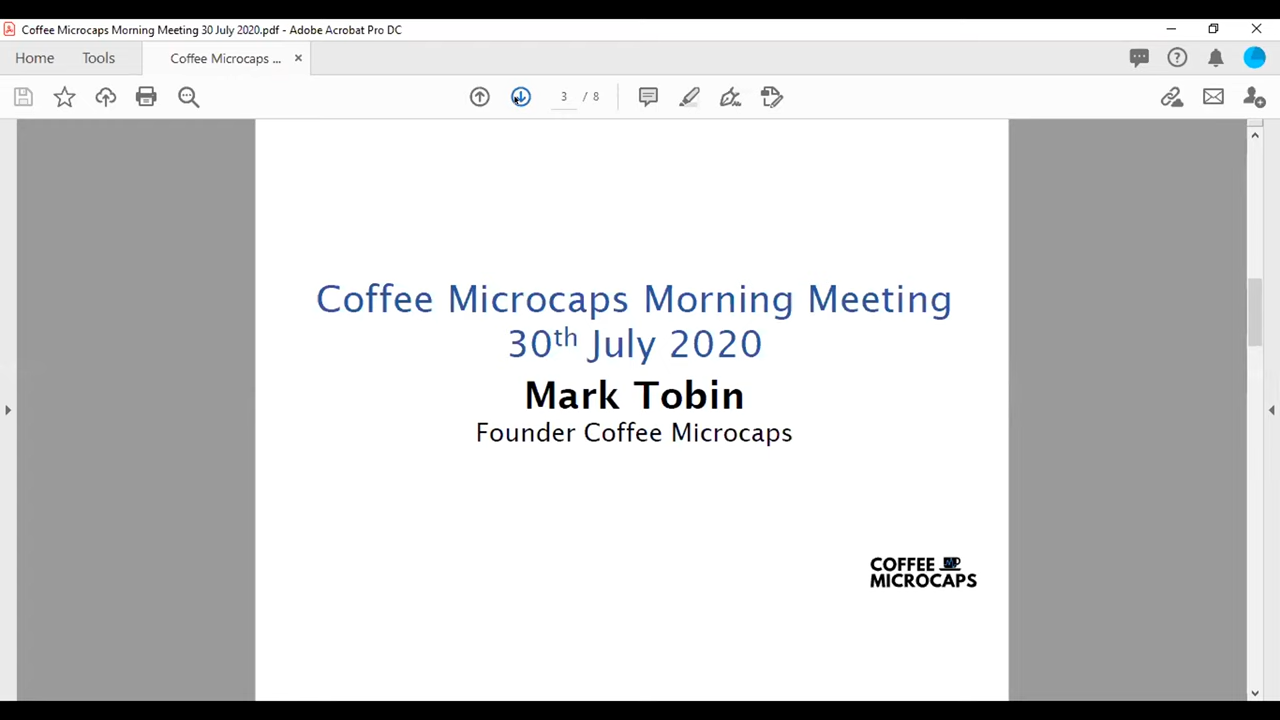 Coffee Microcaps Morning Meeting 30 July 2020.pdf - Adobe Acrobat Pro DC
Home Tools Coffee Microcaps ...
3 / 8
Coffee Microcaps Morning Meeting
30th July 2020
Mark Tobin
Founder Coffee Microcaps
COFFEE
MICROCAPS